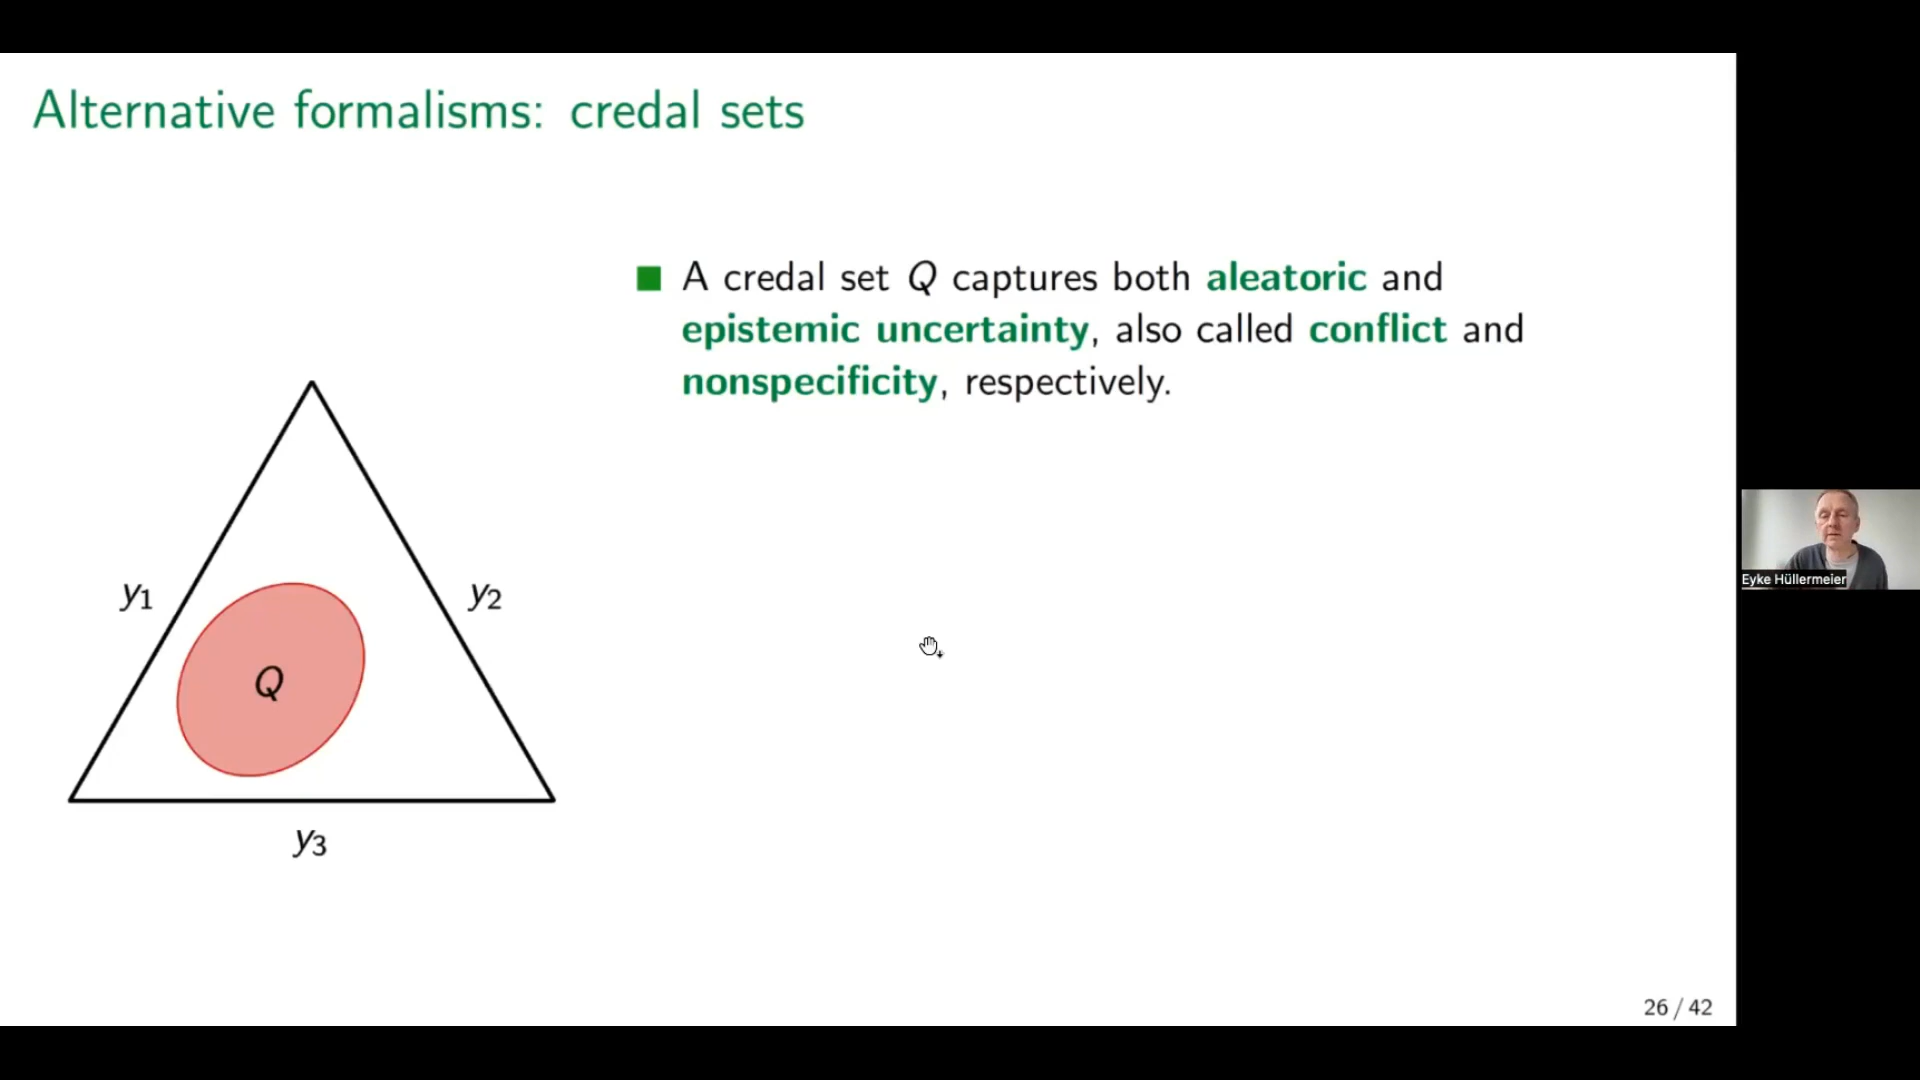 Alternative formalisms: credal sets
■ A credal set Q captures both aleatoric and
epistemic uncertainty, also called conflict and
nonspecificity, respectively.
y₁
y₂
Q
y₃
Eyke Hüllermeier
26 / 42